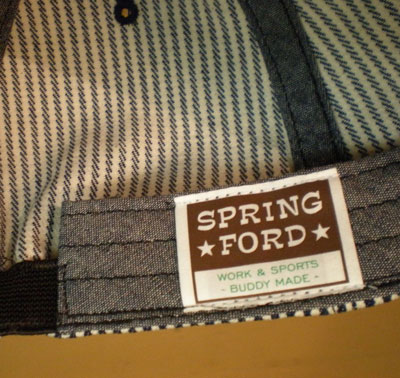 SPRING
★FORD★
WORK & SPORTS
- BUDDY MADE -